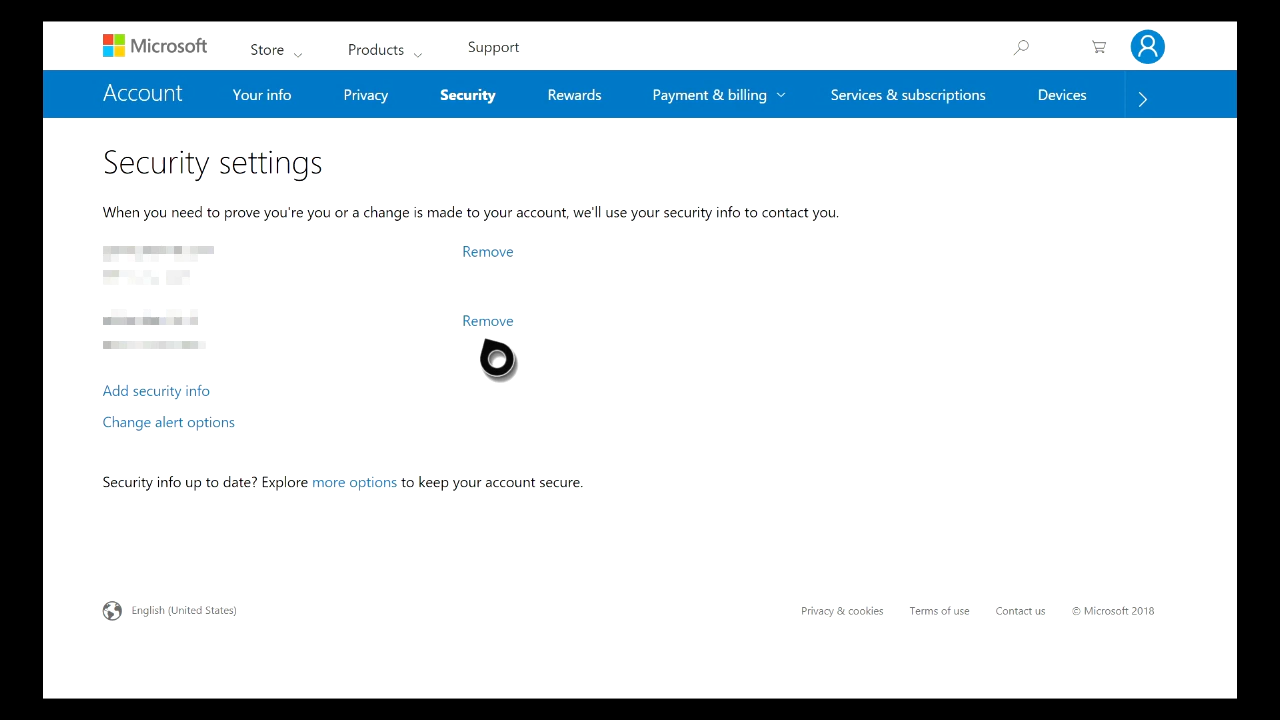 Microsoft Store Products Support
Account Your info Privacy Security Rewards Payment & billing Services & subscriptions Devices
Security settings
When you need to prove you're you or a change is made to your account, we'll use your security info to contact you.
Remove
Remove
Add security info
Change alert options
Security info up to date? Explore more options to keep your account secure.
English (United States) Privacy & cookies Terms of use Contact us © Microsoft 2018